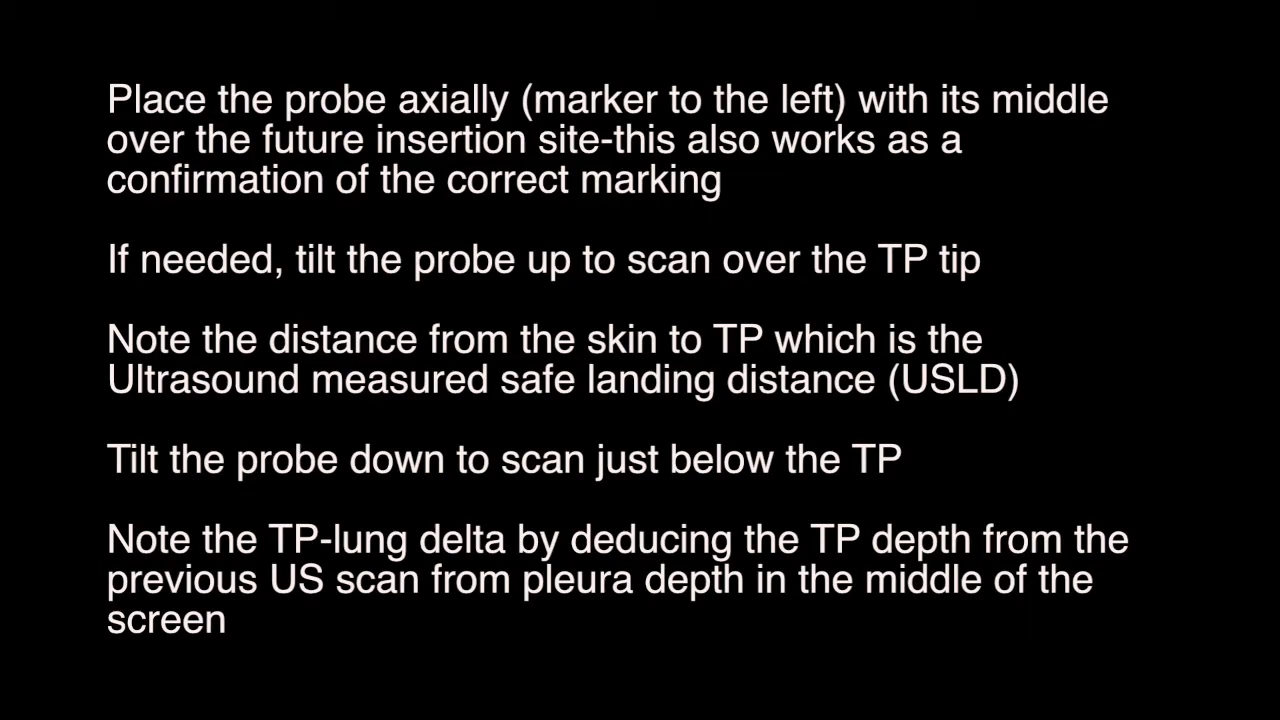 Place the probe axially (marker to the left) with its middle
over the future insertion site-this also works as a
confirmation of the correct marking
If needed, tilt the probe up to scan over the TP tip
Note the distance from the skin to TP which is the
Ultrasound measured safe landing distance (USLD)
Tilt the probe down to scan just below the TP
Note the TP-lung delta by deducing the TP depth from the
previous US scan from pleura depth in the middle of the
screen